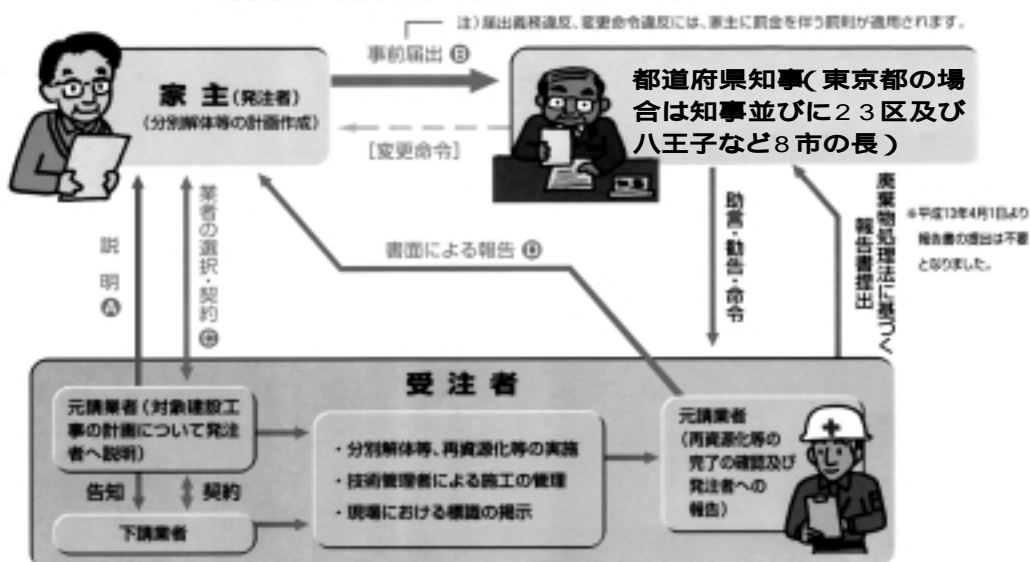 注）届出義務違反、変更命令違反には、家主に罰金を伴う罰則が適用されます。
事前届出 Ⓑ
家 主（発注者）
（分別解体等の計画作成）
都道府県知事（東京都の場
合は知事並びに２３区及び
八王子など８市の長）
［変更命令］
説明 Ⓐ
業者の選択・契約
書面による報告
助言・勧告・命令
廃棄物処理法に基づく
報告書提出
※平成13年4月1日より
報告書の提出は不要
となりました。
受 注 者
元請業者（対象建設工
事の計画について発注
者へ説明）
告知
契約
下請業者
・分別解体等、再資源化等の実施
・技術管理者による施工の管理
・現場における標識の掲示
元請業者
（再資源化等の
完了の確認及び
発注者への
報告）